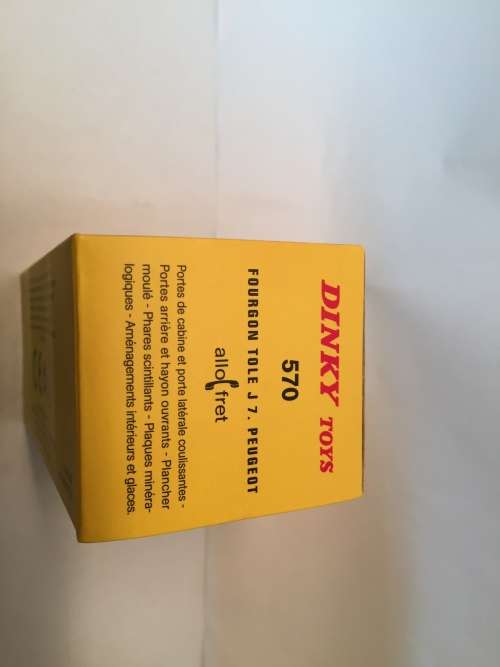 DINKY TOYS
570
FOURGON TOLE J 7. PEUGEOT
allo fret
Portes de cabine et porte latérale coulissantes -
Portes arrière et hayon ouvrants - Plancher
moulé - Phares scintillants - Plaques minéra-
logiques - Aménagements intérieurs et glaces.